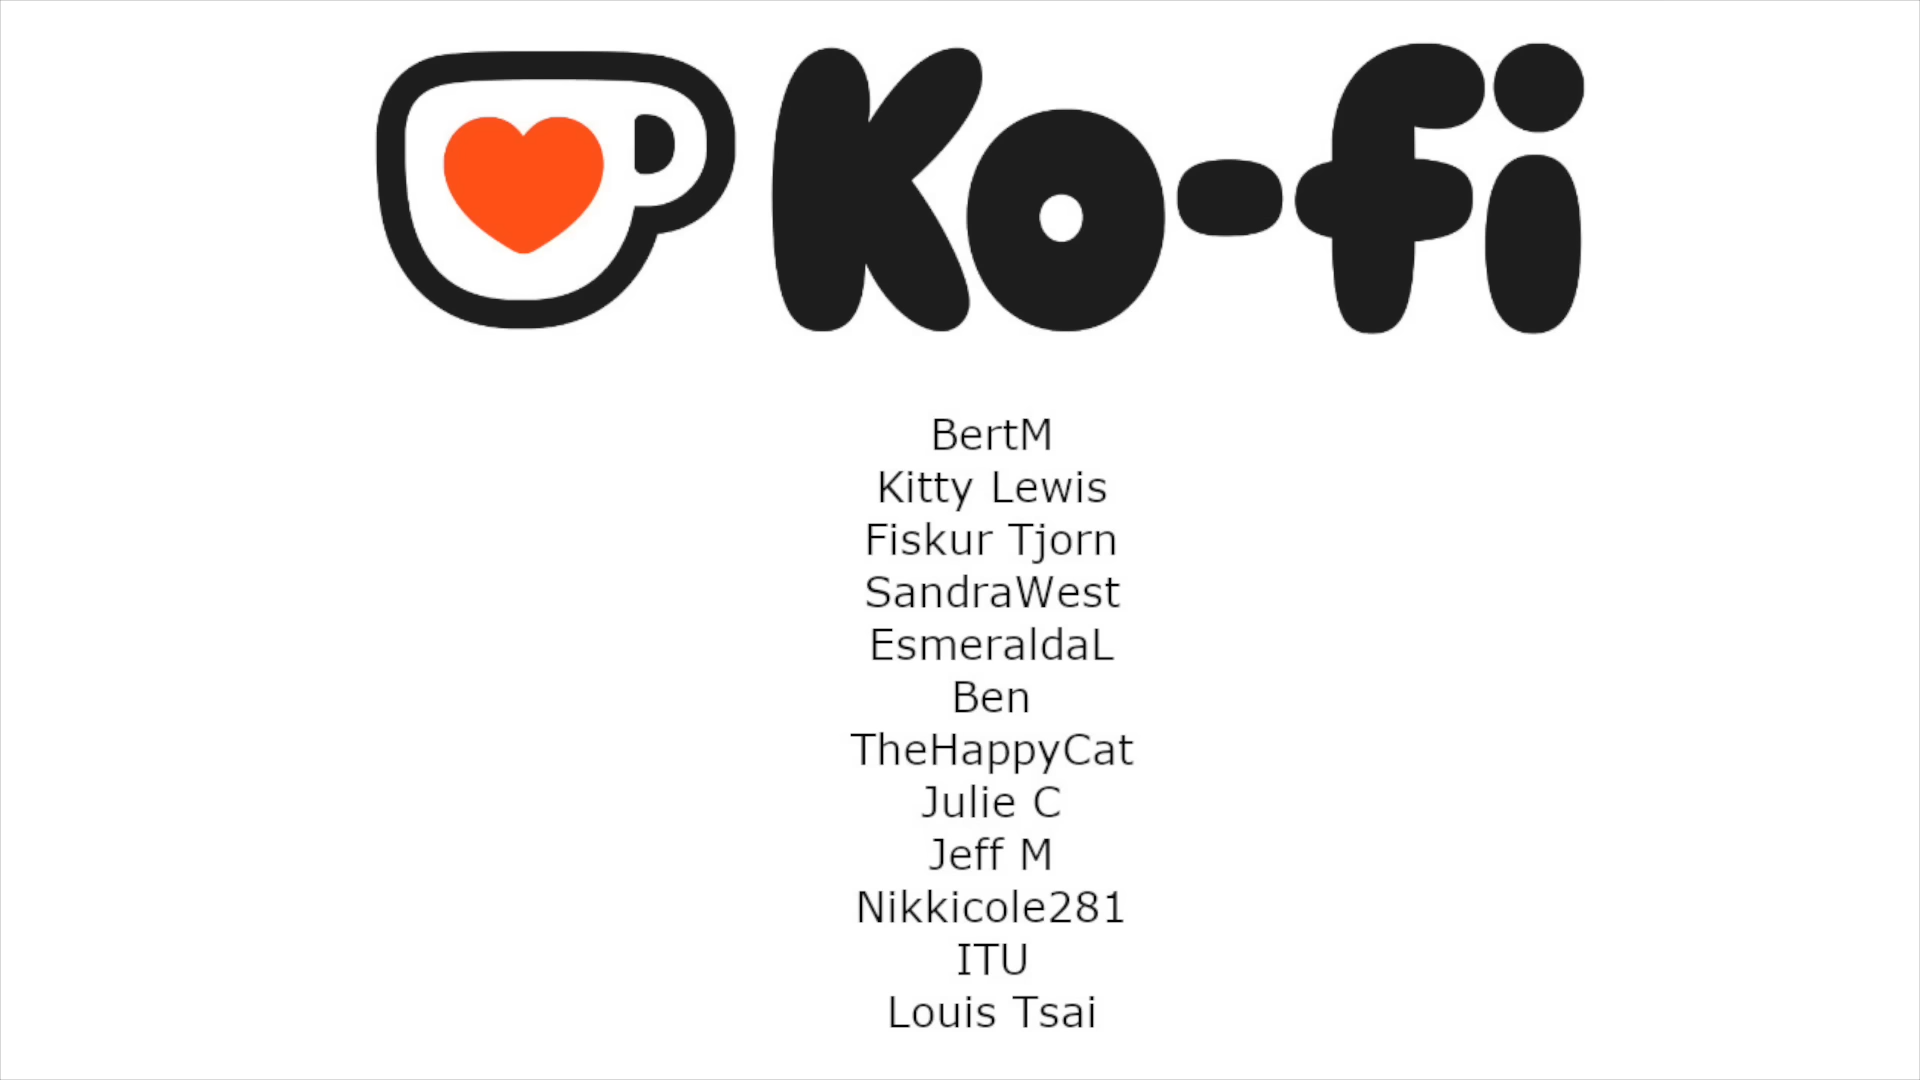 Ko-fi
BertM
Kitty Lewis
Fiskur Tjorn
SandraWest
EsmeraldaL
Ben
TheHappyCat
Julie C
Jeff M
Nikkicole281
ITU
Louis Tsai